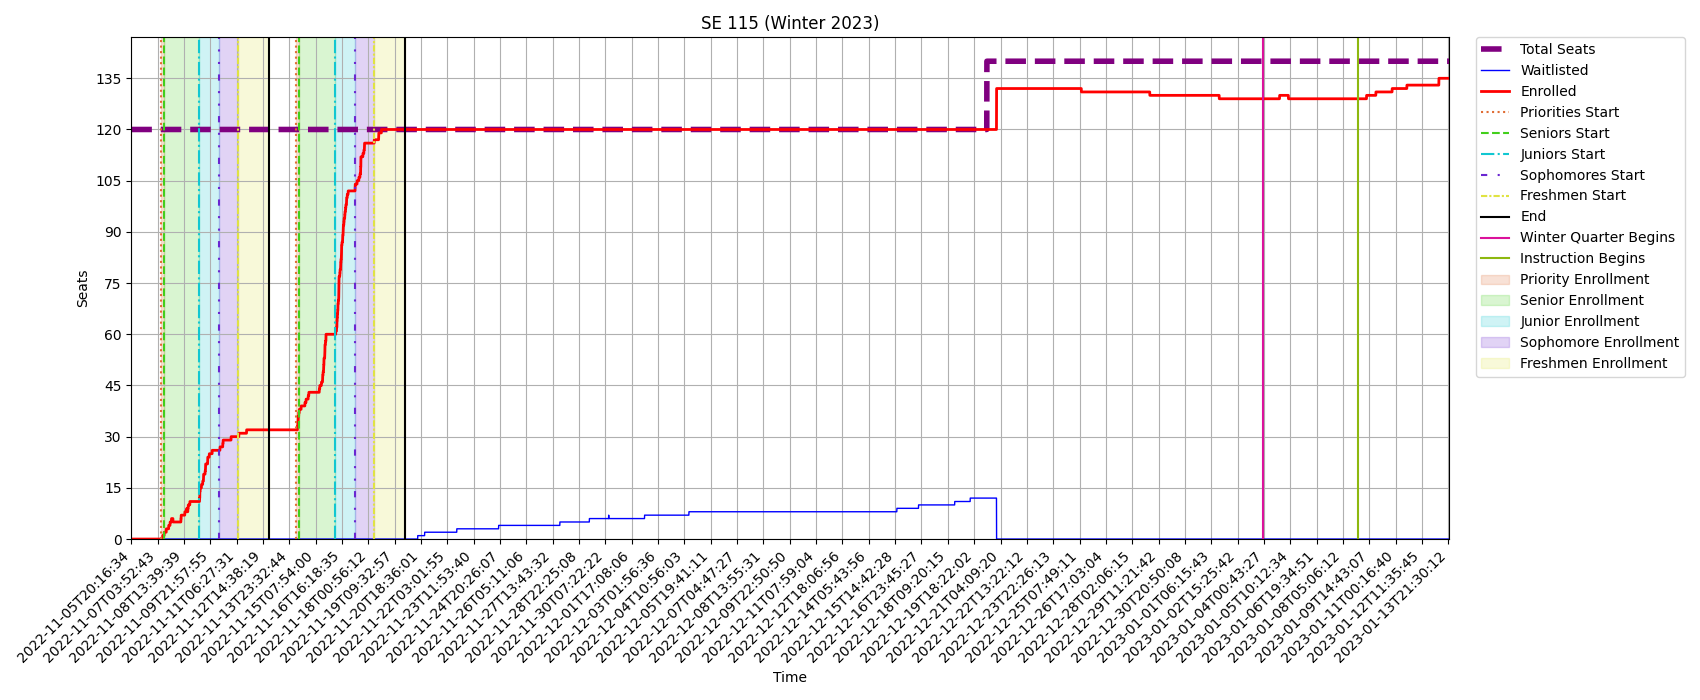 SE 115 (Winter 2023)
Seats
135
120
105
90
75
60
45
30
15
0
2022-11-05T20:16:34
2022-11-07T03:52:43
2022-11-08T13:39:39
2022-11-09T21:57:55
2022-11-11T06:27:31
2022-11-12T14:38:19
2022-11-13T23:32:44
2022-11-15T07:54:00
2022-11-16T16:18:35
2022-11-18T00:56:12
2022-11-19T09:32:57
2022-11-20T18:36:01
2022-11-22T03:01:55
2022-11-23T11:53:40
2022-11-24T20:26:07
2022-11-26T05:11:06
2022-11-27T13:43:32
2022-11-28T22:25:08
2022-11-30T07:22:22
2022-12-01T17:08:06
2022-12-03T01:56:36
2022-12-04T10:56:03
2022-12-05T19:41:11
2022-12-07T04:47:27
2022-12-08T13:55:31
2022-12-09T22:50:50
2022-12-11T07:59:04
2022-12-12T18:06:56
2022-12-14T05:43:56
2022-12-15T14:42:28
2022-12-16T23:45:27
2022-12-18T09:20:15
2022-12-19T18:22:02
2022-12-21T04:09:20
2022-12-22T13:22:12
2022-12-23T22:26:13
2022-12-25T07:49:11
2022-12-26T17:03:04
2022-12-28T02:06:15
2022-12-29T11:21:42
2022-12-30T20:50:08
2023-01-01T06:15:43
2023-01-02T15:25:42
2023-01-04T00:43:27
2023-01-05T10:12:34
2023-01-06T19:34:51
2023-01-08T05:06:12
2023-01-09T14:43:07
2023-01-11T00:16:40
2023-01-12T11:35:45
2023-01-13T21:30:12
Time
Total Seats
Waitlisted
Enrolled
Priorities Start
Seniors Start
Juniors Start
Sophomores Start
Freshmen Start
End
Winter Quarter Begins
Instruction Begins
Priority Enrollment
Senior Enrollment
Junior Enrollment
Sophomore Enrollment
Freshmen Enrollment